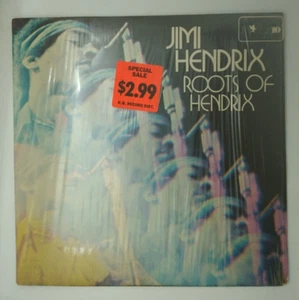 JIMI
HENDRIX
ROOTS OF
HENDRIX
SPECIAL
SALE
$2.99